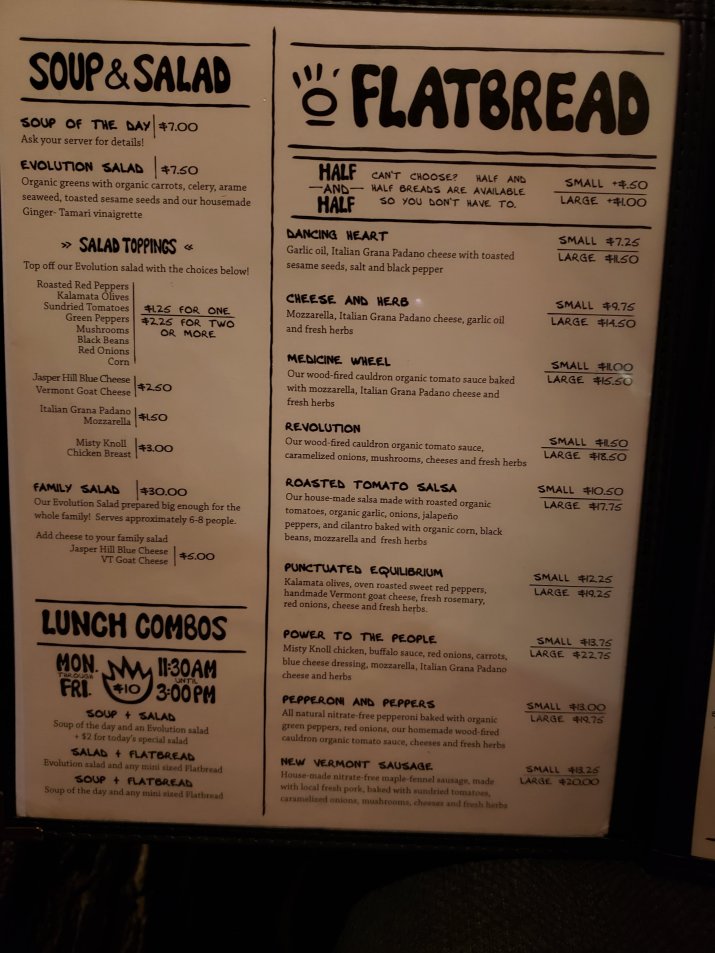 SOUP & SALAD
SOUP OF THE DAY $7.00
Ask your server for details!
EVOLUTION SALAD $7.50
Organic greens with organic carrots, celery, arame
seaweed, toasted sesame seeds and our housemade
Ginger- Tamari vinaigrette
» SALAD TOPPINGS «
Top off our Evolution salad with the choices below!
Roasted Red Peppers
Kalamata Olives
Sundried Tomatoes
Green Peppers
Mushrooms
Black Beans
Red Onions
Corn
$1.25 FOR ONE
$2.25 FOR TWO
OR MORE
Jasper Hill Blue Cheese
Vermont Goat Cheese
$2.50
Italian Grana Padano
Mozzarella
$1.50
Misty Knoll
Chicken Breast
$3.00
FAMILY SALAD $30.00
Our Evolution Salad prepared big enough for the
whole family! Serves approximately 6-8 people.
Add cheese to your family salad
Jasper Hill Blue Cheese
VT Goat Cheese
$5.00
LUNCH COMBOS
MON.
THROUGH
FRI.
$10
11:30AM
UNTIL
3:00PM
SOUP + SALAD
Soup of the day and an Evolution salad
+ $2 for today's special salad
SALAD + FLATBREAD
Evolution salad and any mini sized Flatbread
SOUP + FLATBREAD
Soup of the day and any mini sized Flatbread
FLATBREAD
HALF
AND
HALF
CAN'T CHOOSE? HALF AND
HALF BREADS ARE AVAILABLE
SO YOU DON'T HAVE TO.
SMALL +$.50
LARGE +$1.00
DANCING HEART
Garlic oil, Italian Grana Padano cheese with toasted
sesame seeds, salt and black pepper
SMALL $7.25
LARGE $11.50
CHEESE AND HERB
Mozzarella, Italian Grana Padano cheese, garlic oil
and fresh herbs
SMALL $9.75
LARGE $14.50
MEDICINE WHEEL
Our wood-fired cauldron organic tomato sauce baked
with mozzarella, Italian Grana Padano cheese and
fresh herbs
SMALL $11.00
LARGE $15.50
REVOLUTION
Our wood-fired cauldron organic tomato sauce,
caramelized onions, mushrooms, cheeses and fresh herbs
SMALL $11.50
LARGE $18.50
ROASTED TOMATO SALSA
Our house-made salsa made with roasted organic
tomatoes, organic garlic, onions, jalapeño
peppers, and cilantro baked with organic corn, black
beans, mozzarella and fresh herbs
SMALL $10.50
LARGE $17.75
PUNCTUATED EQUILIBRIUM
Kalamata olives, oven roasted sweet red peppers,
handmade Vermont goat cheese, fresh rosemary,
red onions, cheese and fresh herbs.
SMALL $12.25
LARGE $19.25
POWER TO THE PEOPLE
Misty Knoll chicken, buffalo sauce, red onions, carrots,
blue cheese dressing, mozzarella, Italian Grana Padano
cheese and herbs
SMALL $13.75
LARGE $22.75
PEPPERONI AND PEPPERS
All natural nitrate-free pepperoni baked with organic
green peppers, red onions, our homemade wood-fired
cauldron organic tomato sauce, cheeses and fresh herbs
SMALL $13.00
LARGE $19.75
NEW VERMONT SAUSAGE
House-made nitrate-free maple-fennel sausage, made
with local fresh pork, baked with sundried tomatoes,
caramelized onions, mushrooms, cheeses and fresh herbs
SMALL $13.25
LARGE $20.00